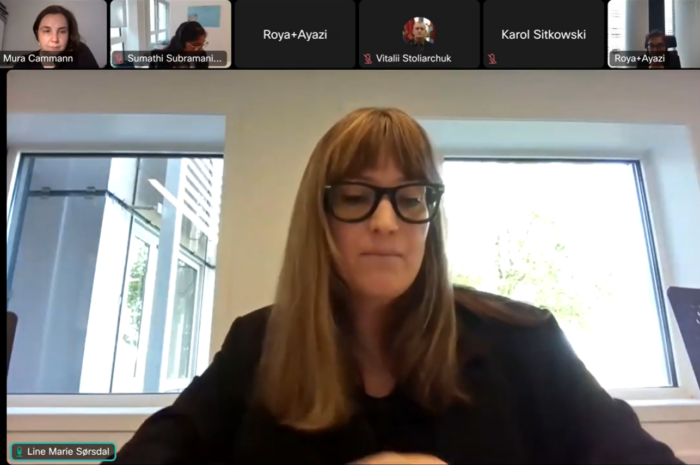 Mura Cammann
Sumathi Subramani...
Roya+Ayazi
Vitalii Stoliarchuk
Karol Sitkowski
Roya+Ayazi
Line Marie Sørsdal